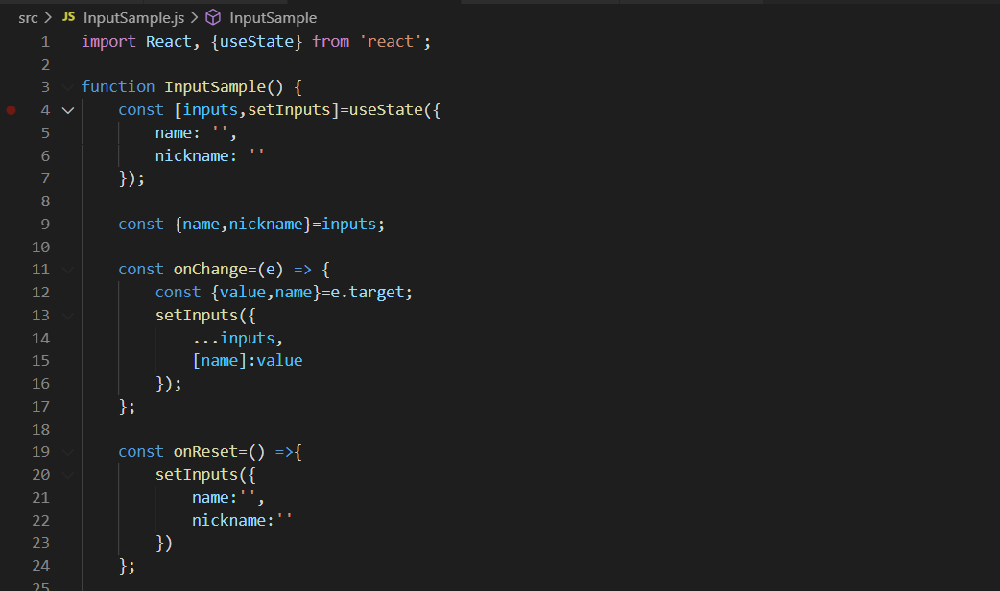 src > JS InputSample.js > InputSample
1 import React, {useState} from 'react';
2
3 function InputSample() {
4 const [inputs,setInputs]=useState({
5 name: '',
6 nickname: ''
7 });
8
9 const {name,nickname}=inputs;
10
11 const onChange=(e) => {
12 const {value,name}=e.target;
13 setInputs({
14 ...inputs,
15 [name]:value
16 });
17 };
18
19 const onReset=() =>{
20 setInputs({
21 name:'',
22 nickname:''
23 })
24 };
25